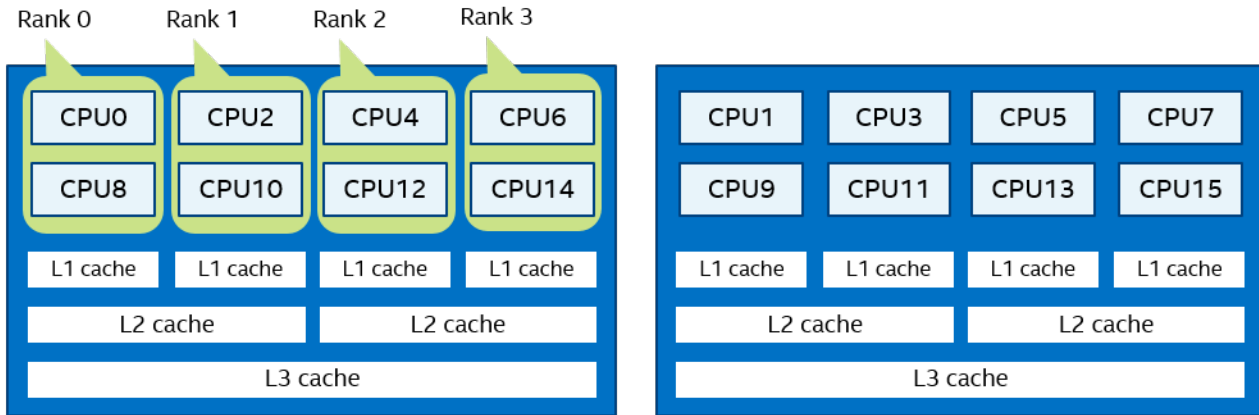 Rank 0 Rank 1 Rank 2 Rank 3
CPU0 CPU2 CPU4 CPU6 CPU1 CPU3 CPU5 CPU7
CPU8 CPU10 CPU12 CPU14 CPU9 CPU11 CPU13 CPU15
L1 cache L1 cache L1 cache L1 cache L1 cache L1 cache L1 cache L1 cache
L2 cache L2 cache L2 cache L2 cache
L3 cache L3 cache